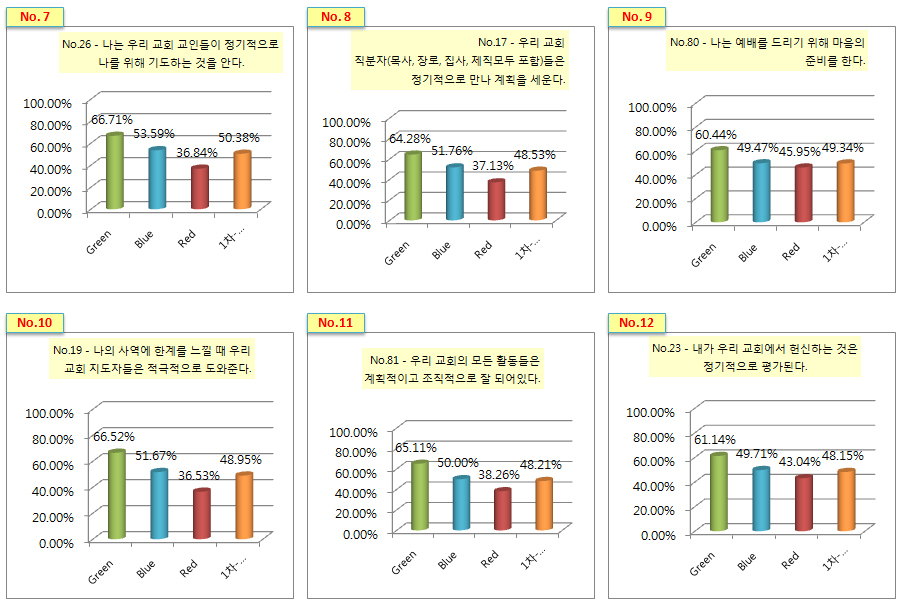 No. 7
No.26 - 나는 우리 교회 교인들이 정기적으로
나를 위해 기도하는 것을 안다.
100.00%
80.00%
60.00%
40.00%
20.00%
0.00%
66.71%
53.59%
36.84%
50.38%
Green
Blue
Red
1차-...
No. 8
No.17 - 우리 교회
직분자(목사, 장로, 집사, 제직모두 포함)들은
정기적으로 만나 계획을 세운다.
100.00%
80.00%
60.00%
40.00%
20.00%
0.00%
64.28%
51.76%
37.13%
48.53%
Green
Blue
Red
1차-...
No. 9
No.80 - 나는 예배를 드리기 위해 마음의
준비를 한다.
100.00%
80.00%
60.00%
40.00%
20.00%
0.00%
60.44%
49.47%
45.95%
49.34%
Green
Blue
Red
1차-...
No.10
No.19 - 나의 사역에 한계를 느낄 때 우리
교회 지도자들은 적극적으로 도와준다.
100.00%
80.00%
60.00%
40.00%
20.00%
0.00%
66.52%
51.67%
36.53%
48.95%
Green
Blue
Red
1차-...
No.11
No.81 - 우리 교회의 모든 활동들은
계획적이고 조직적으로 잘 되어있다.
100.00%
80.00%
60.00%
40.00%
20.00%
0.00%
65.11%
50.00%
38.26%
48.21%
Green
Blue
Red
1차-...
No.12
No.23 - 내가 우리 교회에서 헌신하는 것은
정기적으로 평가된다.
100.00%
80.00%
60.00%
40.00%
20.00%
0.00%
61.14%
49.71%
43.04%
48.15%
Green
Blue
Red
1차-...